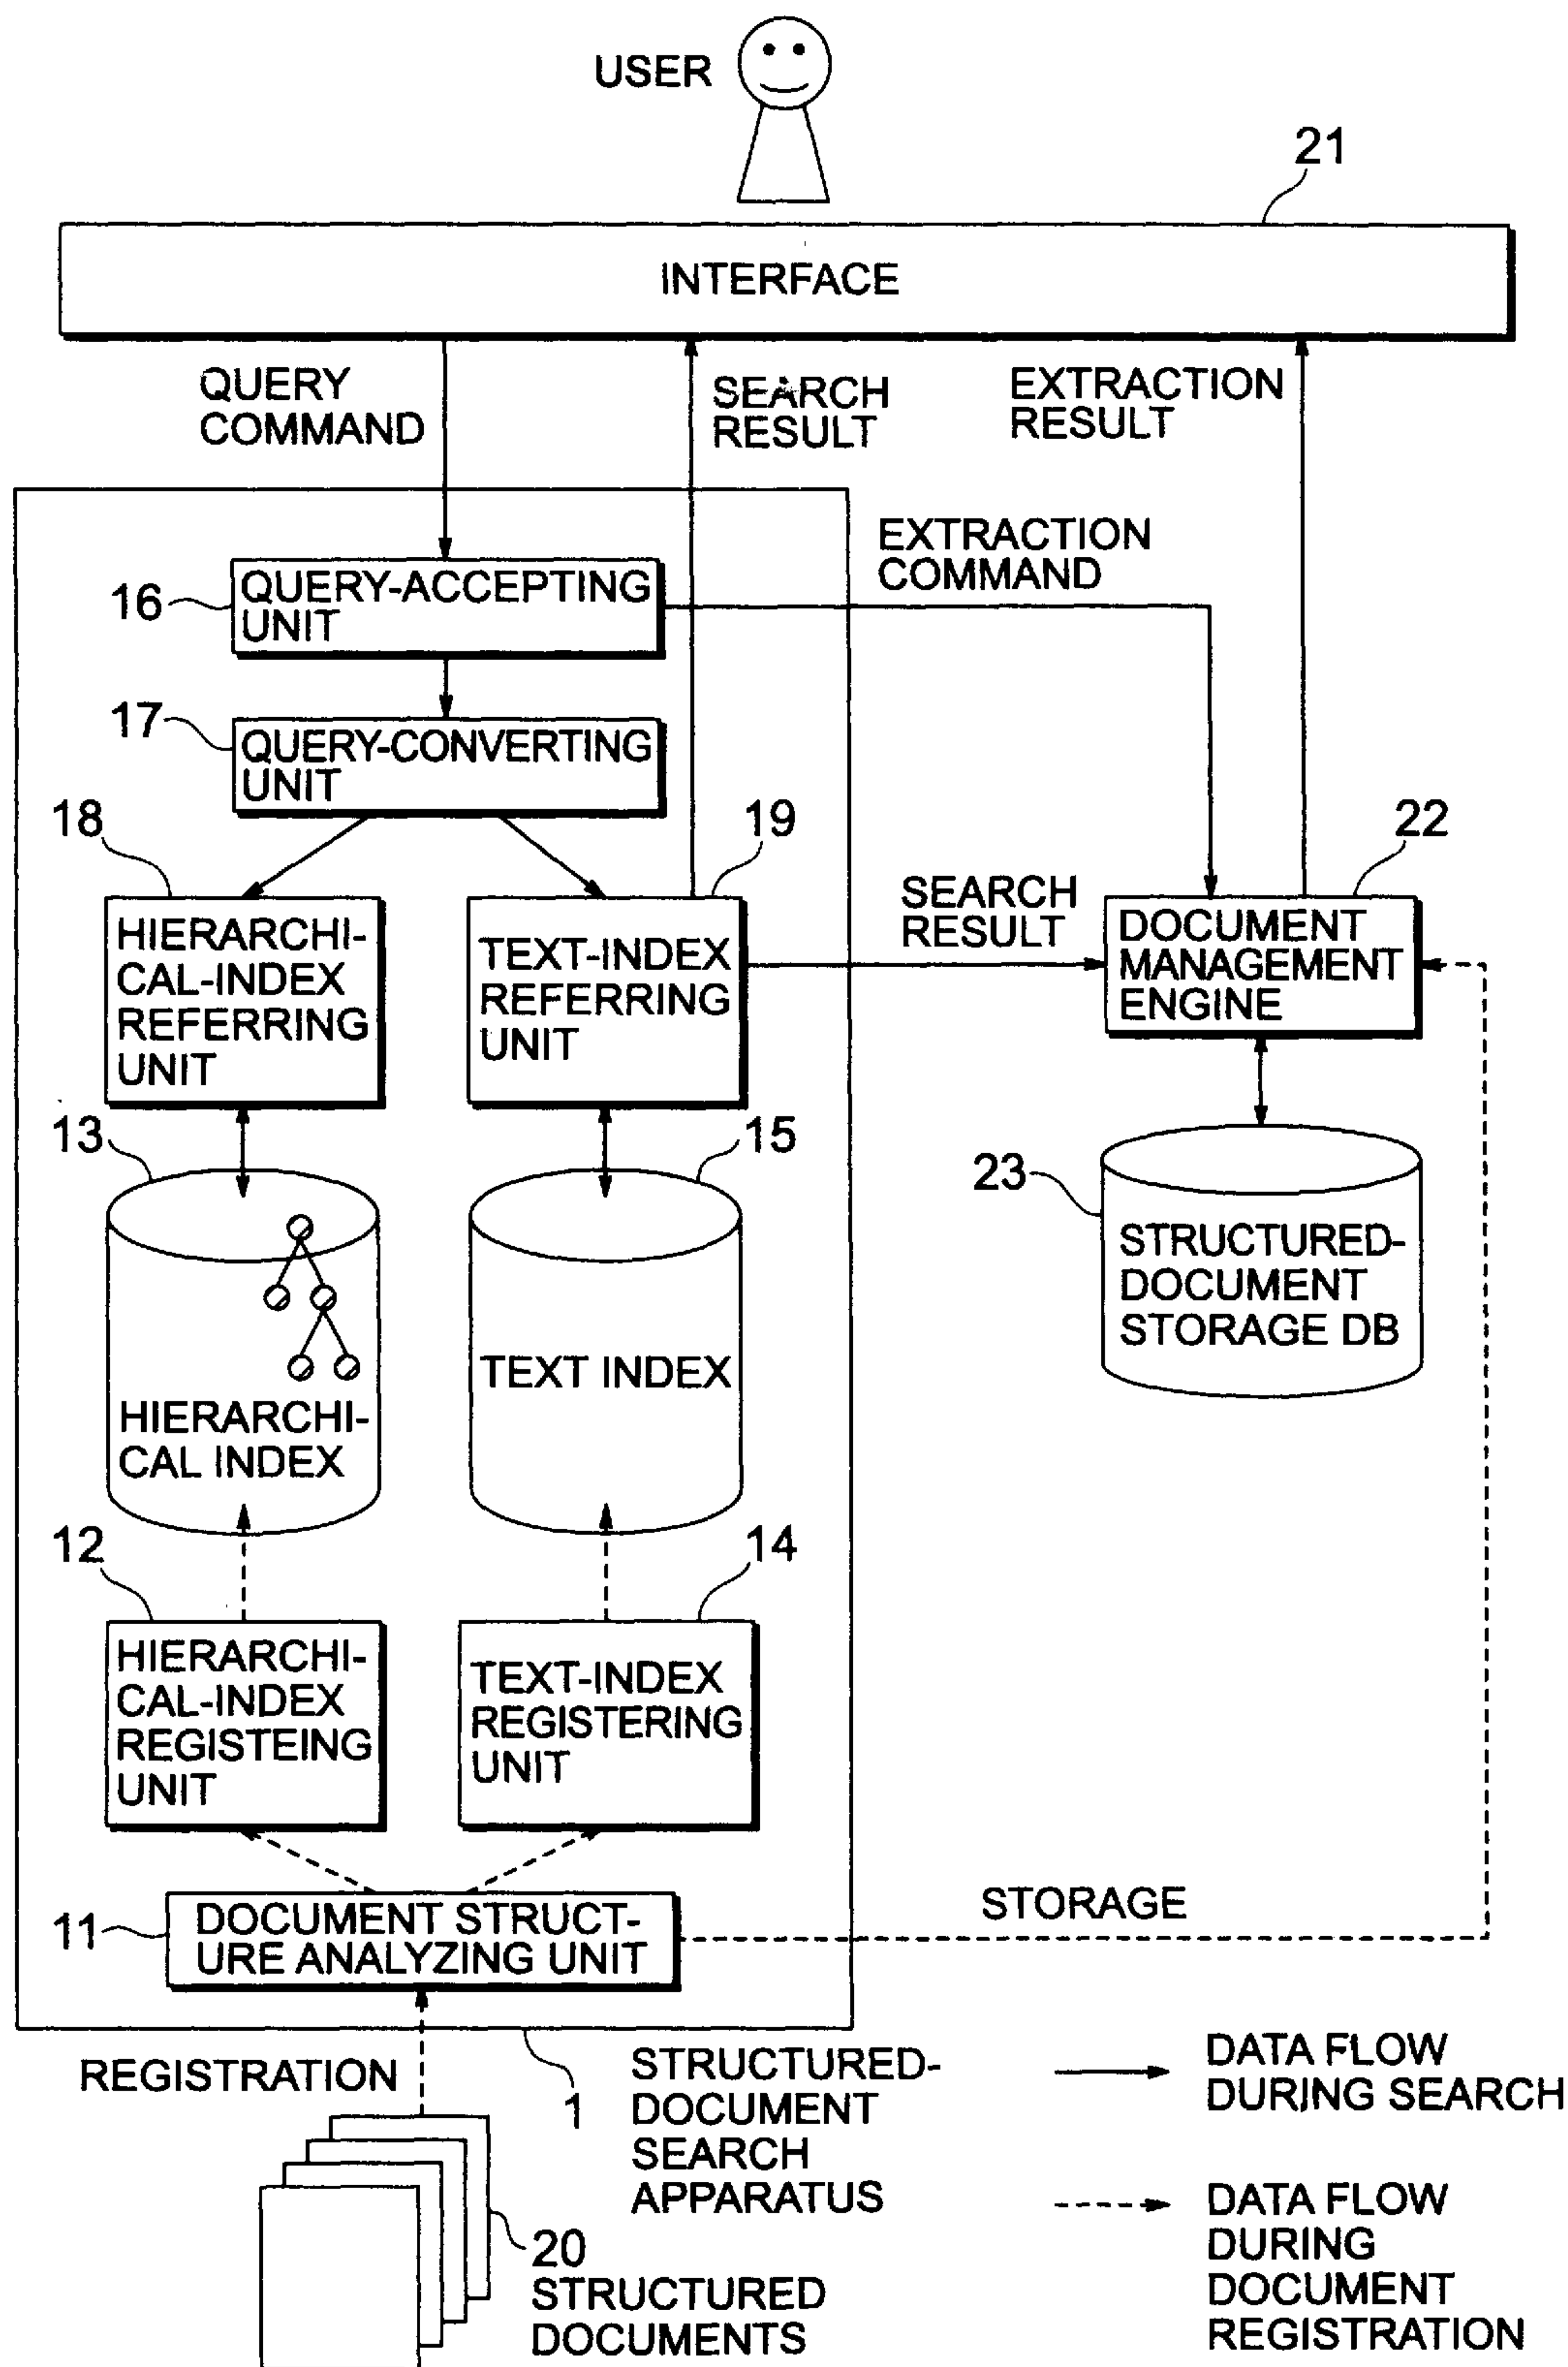 USER
21
INTERFACE
QUERY
COMMAND
SEARCH
RESULT
EXTRACTION
RESULT
EXTRACTION
COMMAND
16
QUERY-ACCEPTING
UNIT
17
QUERY-CONVERTING
UNIT
18
HIERARCHI-
CAL-INDEX
REFERRING
UNIT
19
TEXT-INDEX
REFERRING
UNIT
SEARCH
RESULT
22
DOCUMENT
MANAGEMENT
ENGINE
13
HIERARCHI-
CAL INDEX
15
TEXT INDEX
23
STRUCTURED-
DOCUMENT
STORAGE DB
12
HIERARCHI-
CAL-INDEX
REGISTEING
UNIT
14
TEXT-INDEX
REGISTERING
UNIT
11
DOCUMENT STRUCT-
URE ANALYZING UNIT
STORAGE
REGISTRATION
1
STRUCTURED-
DOCUMENT
SEARCH
APPARATUS
20
STRUCTURED
DOCUMENTS
DATA FLOW
DURING SEARCH
DATA FLOW
DURING
DOCUMENT
REGISTRATION